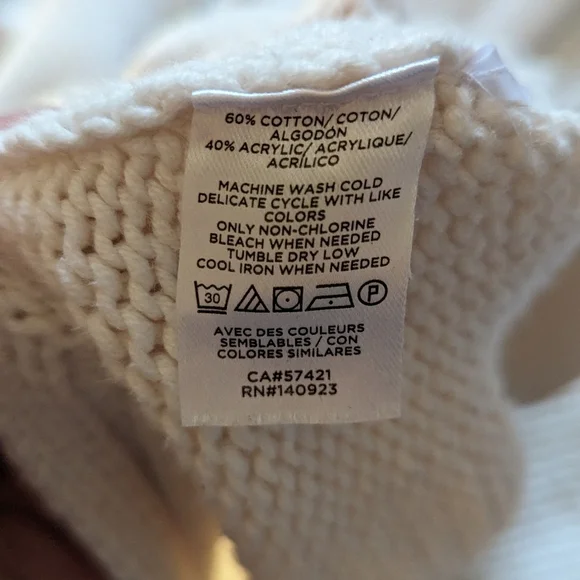 60% COTTON/ COTON/
ALGODÓN
40% ACRYLIC/ ACRYLIQUE/
ACRÍLICO
MACHINE WASH COLD
DELICATE CYCLE WITH LIKE
COLORS
ONLY NON-CHLORINE
BLEACH WHEN NEEDED
TUMBLE DRY LOW
COOL IRON WHEN NEEDED
30 P
AVEC DES COULEURS
SEMBLABLES / CON
COLORES SIMILARES
CA#57421
RN#140923